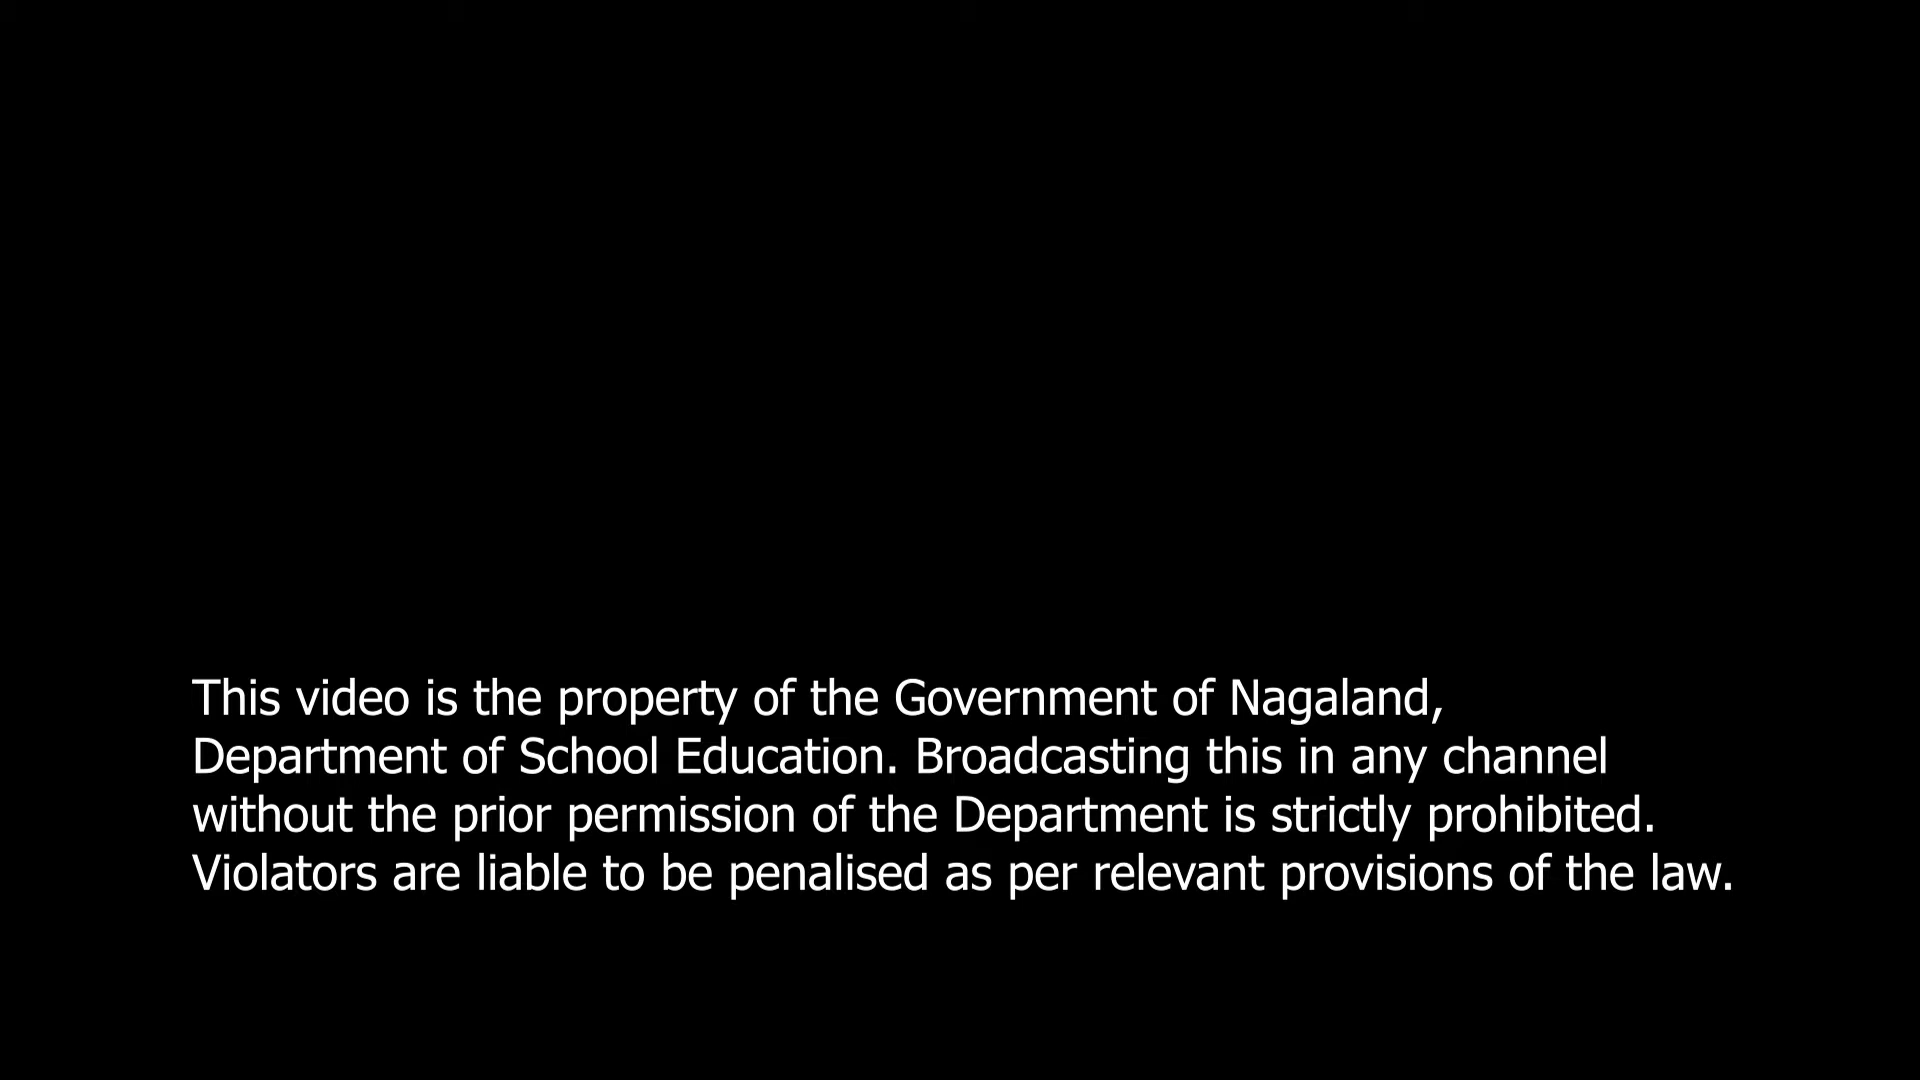 This video is the property of the Government of Nagaland,
Department of School Education. Broadcasting this in any channel
without the prior permission of the Department is strictly prohibited.
Violators are liable to be penalised as per relevant provisions of the law.